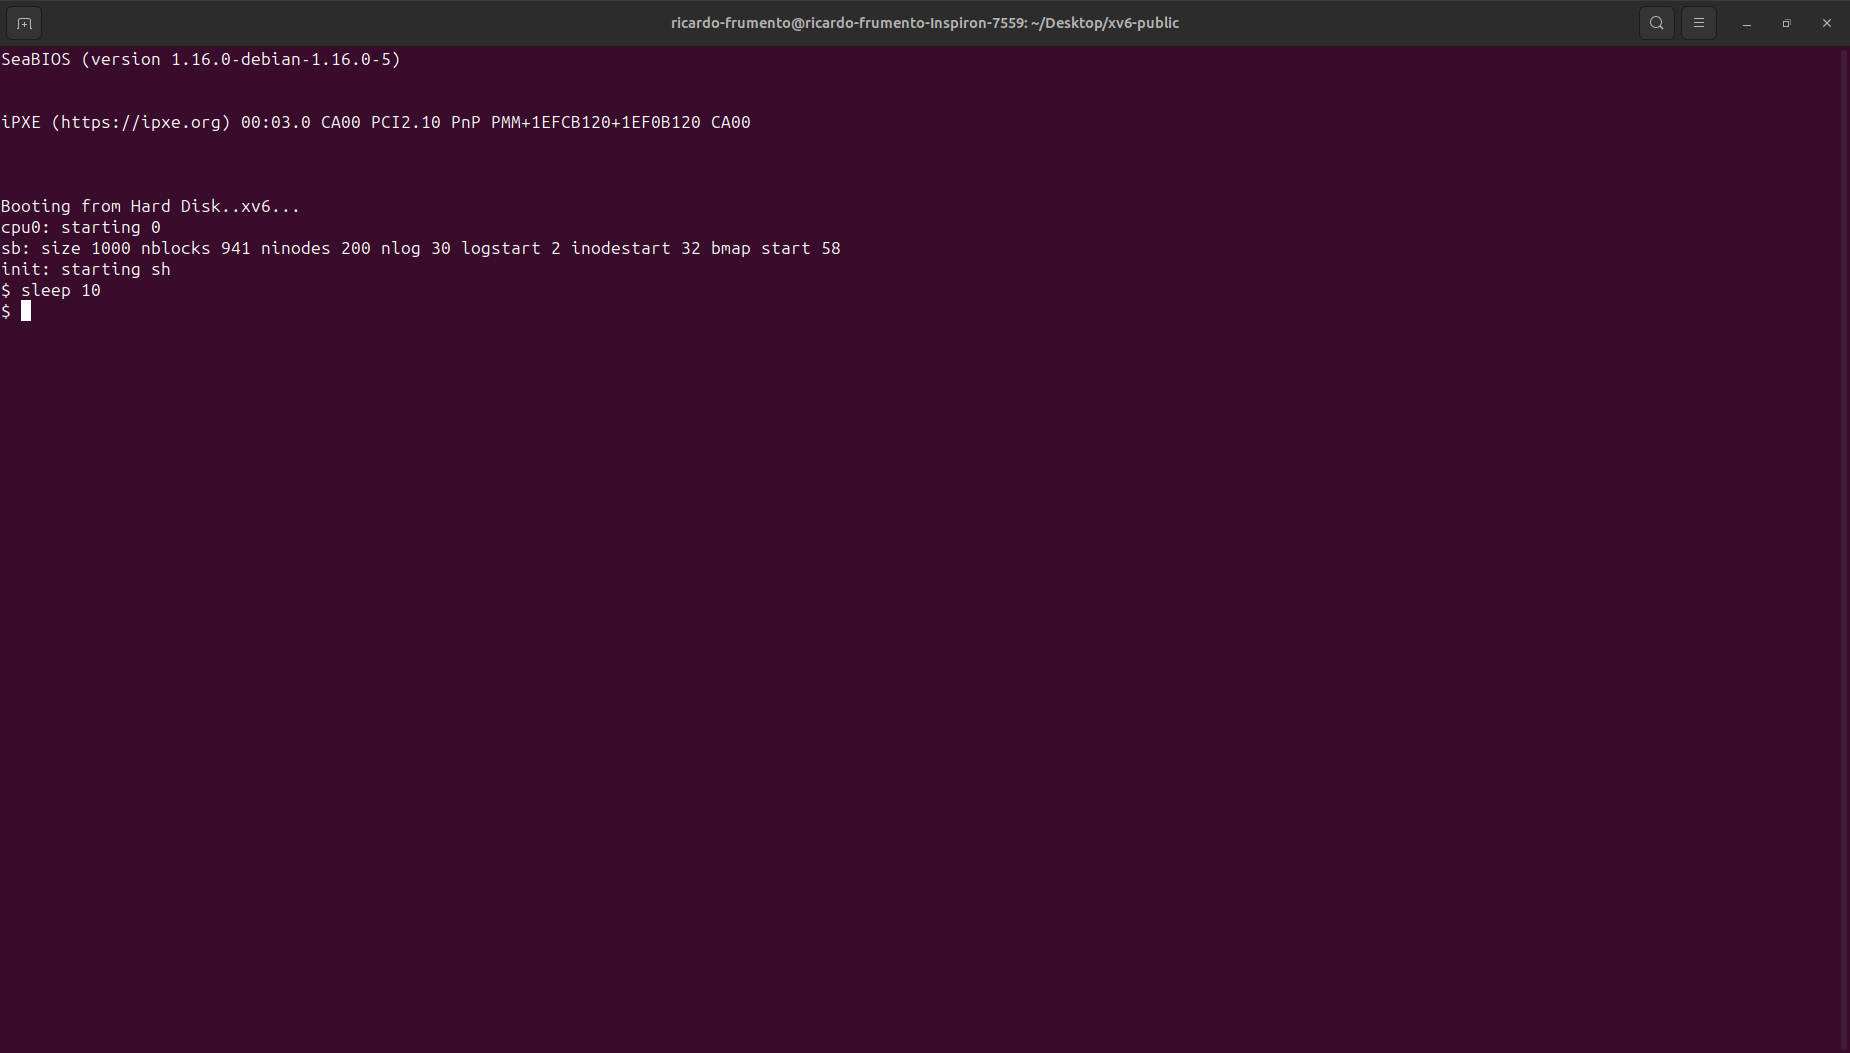 ricardo-frumento@ricardo-frumento-Inspiron-7559: ~/Desktop/xv6-public
SeaBIOS (version 1.16.0-debian-1.16.0-5)
iPXE (https://ipxe.org) 00:03.0 CA00 PCI2.10 PnP PMM+1EFCB120+1EF0B120 CA00
Booting from Hard Disk..xv6...
cpu0: starting 0
sb: size 1000 nblocks 941 ninodes 200 nlog 30 logstart 2 inodestart 32 bmap start 58
init: starting sh
$ sleep 10
$